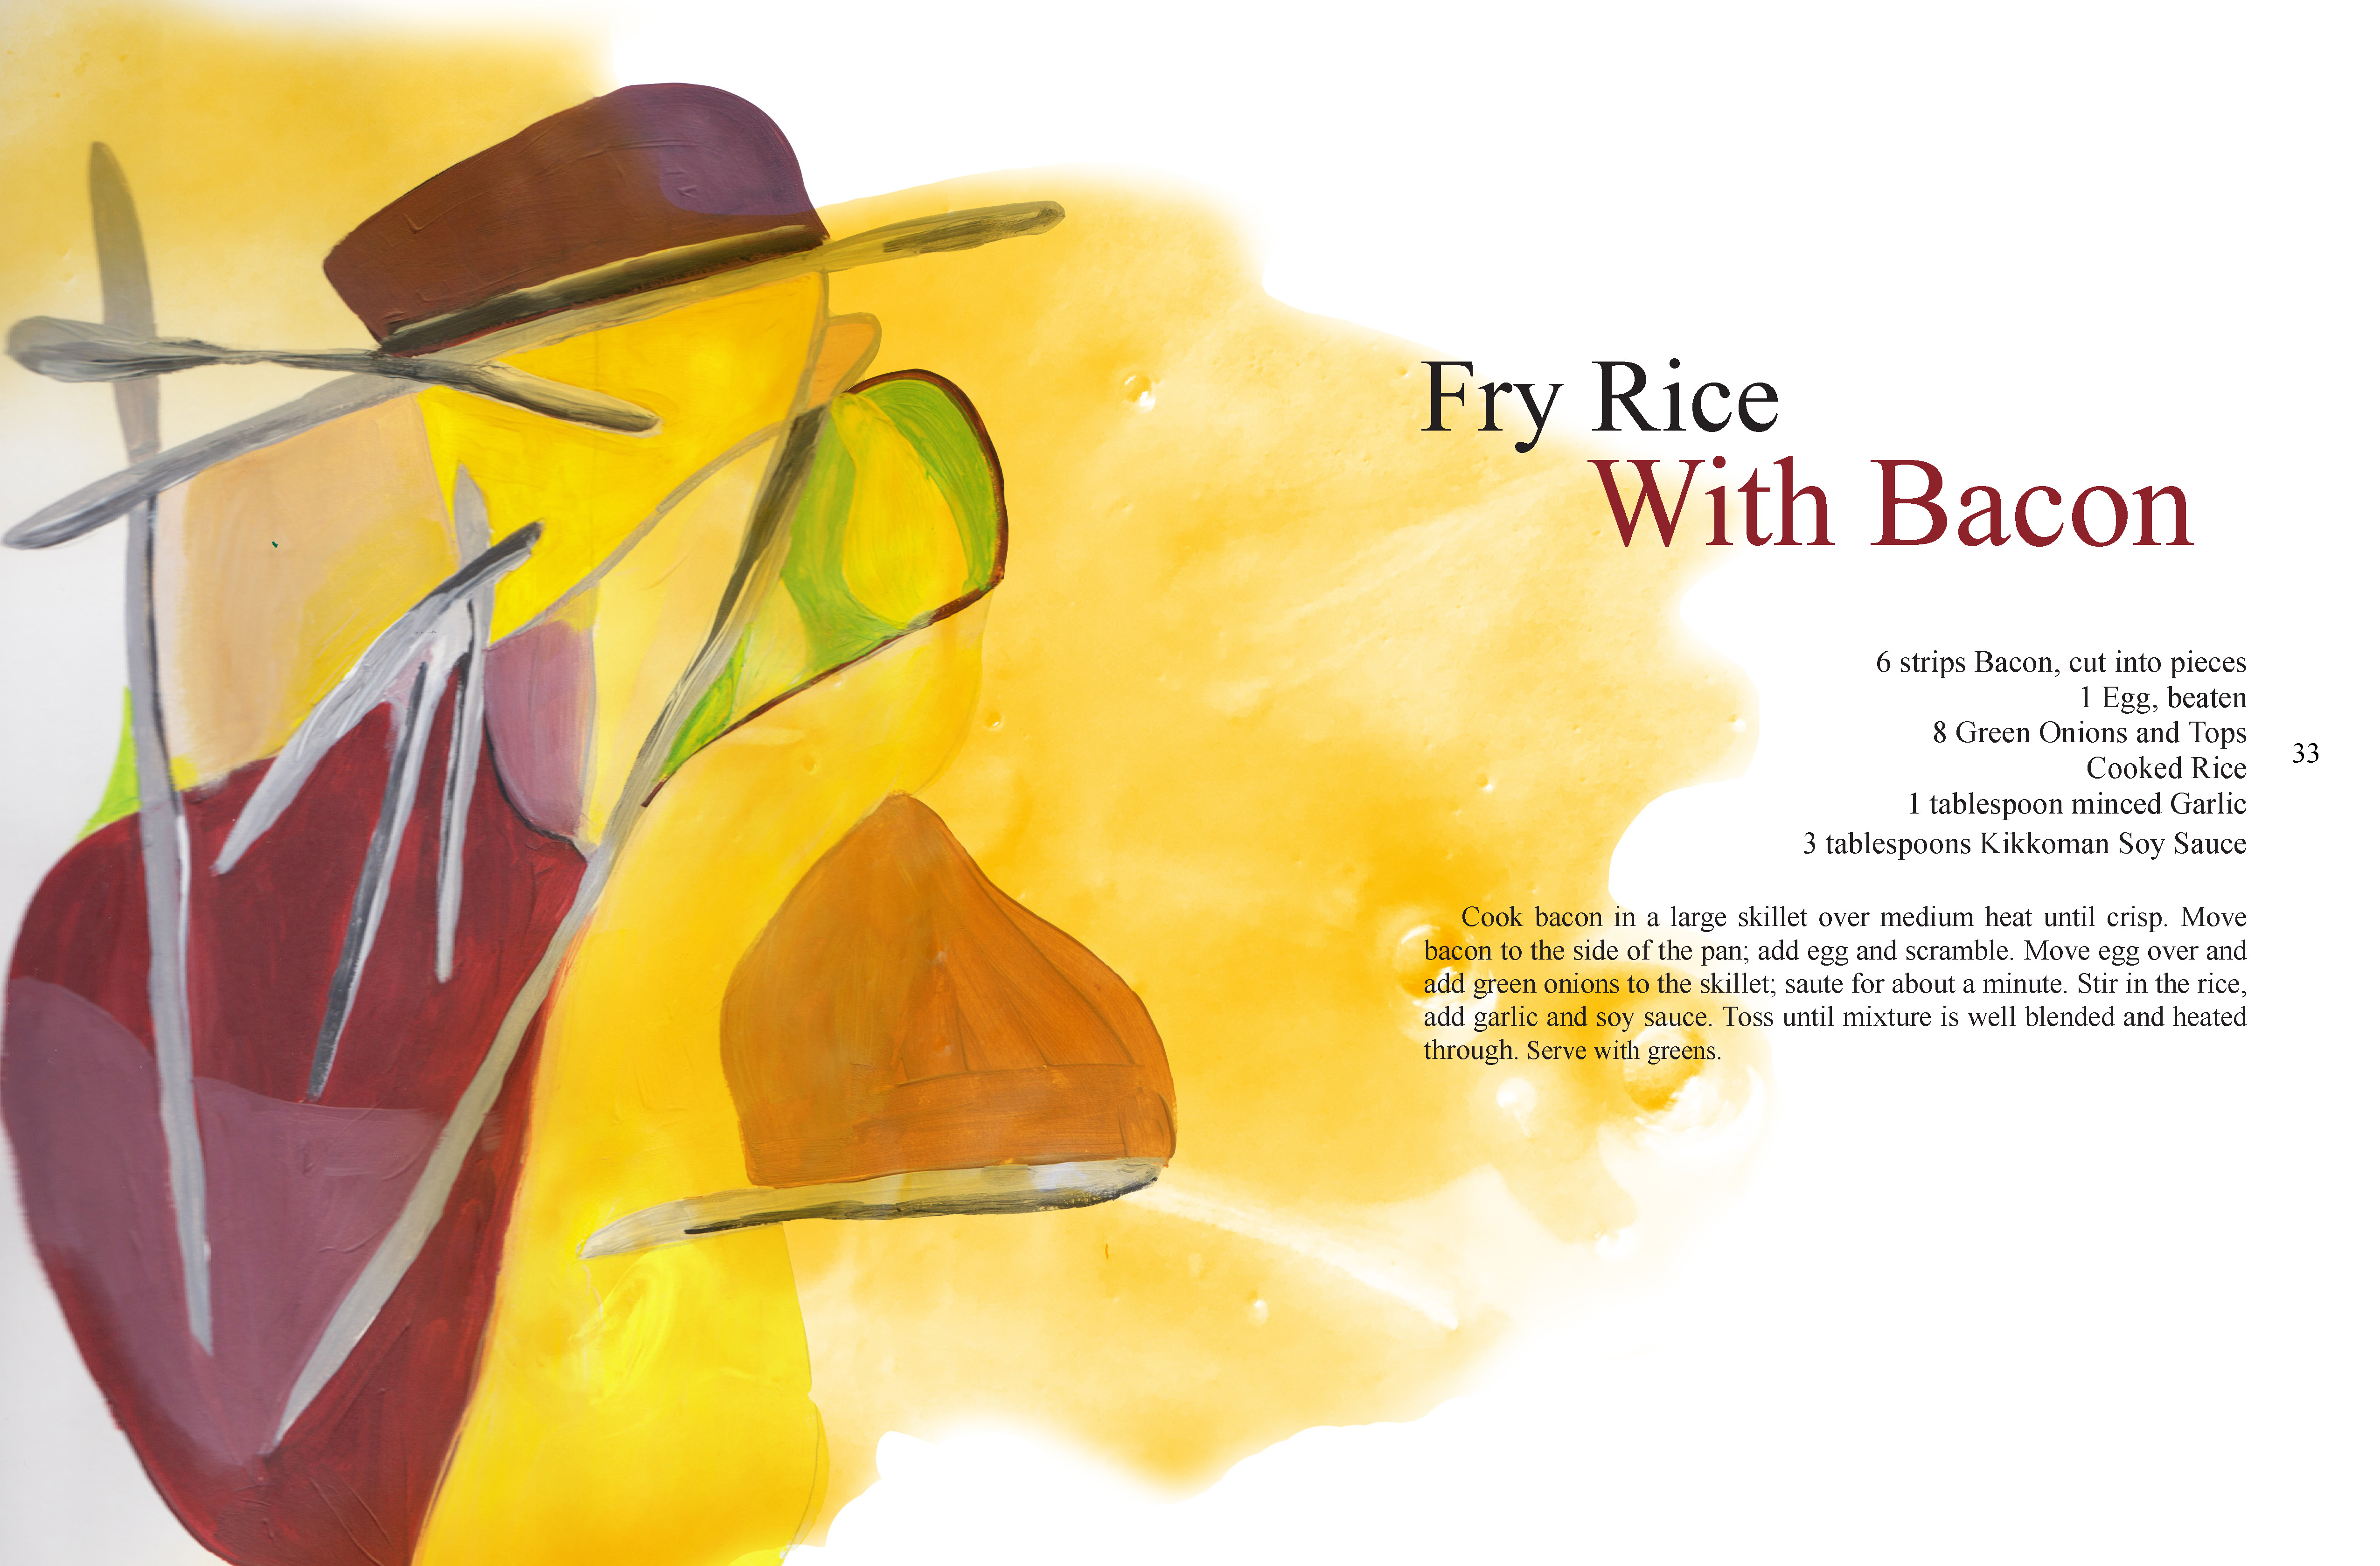 Fry Rice
With Bacon
6 strips Bacon, cut into pieces
1 Egg, beaten
8 Green Onions and Tops
Cooked Rice
1 tablespoon minced Garlic
3 tablespoons Kikkoman Soy Sauce
33
Cook bacon in a large skillet over medium heat until crisp. Move
bacon to the side of the pan; add egg and scramble. Move egg over and
add green onions to the skillet; saute for about a minute. Stir in the rice,
add garlic and soy sauce. Toss until mixture is well blended and heated
through. Serve with greens.